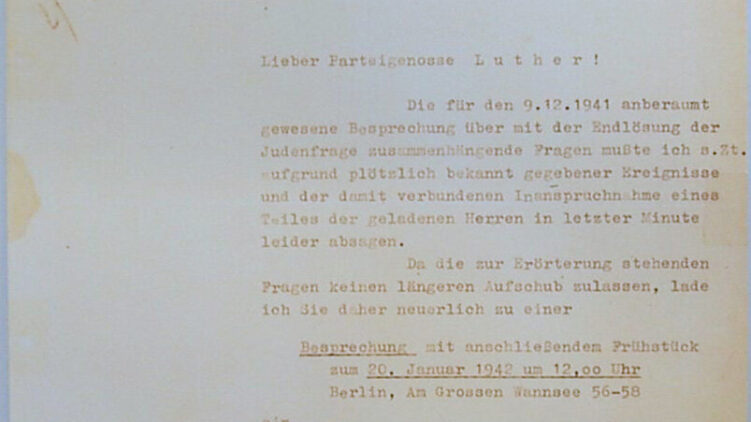 Lieber Parteigenosse L u t h e r !
Die für den 9.12.1941 anberaumt
gewesene Besprechung über mit der Endlösung der
Judenfrage zusammenhängende Fragen mußte ich s.Zt.
aufgrund plötzlich bekannt gegebener Ereignisse
und der damit verbundenen Inanspruchnahme eines
Teiles der geladenen Herren in letzter Minute
leider absagen.
Da die zur Erörterung stehenden
Fragen keinen längeren Aufschub zulassen, lade
ich Sie daher neuerlich zu einer
Besprechung mit anschließendem Frühstück
zum 20. Januar 1942 um 12,oo Uhr
Berlin, Am Grossen Wannsee 56-58